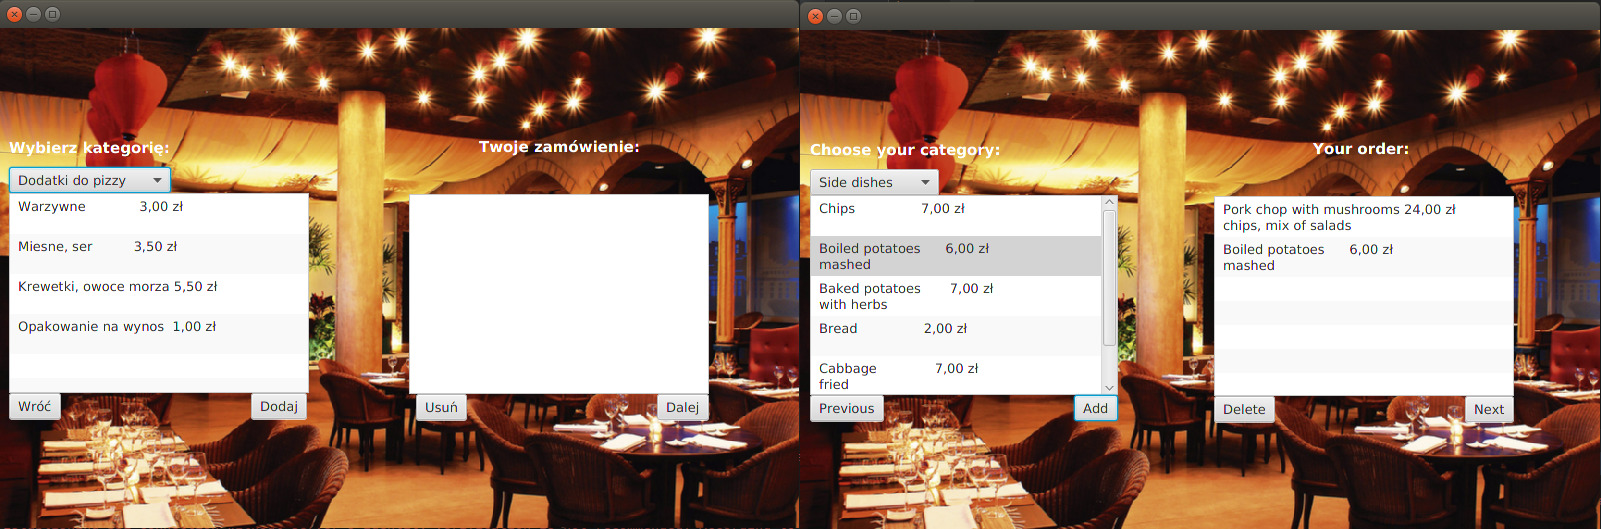 Wybierz kategorię:
Twoje zamówienie:
Dodatki do pizzy
Warzywne 3,00 zł
Miesne, ser 3,50 zł
Krewetki, owoce morza 5,50 zł
Opakowanie na wynos 1,00 zł
Wróć
Dodaj
Usuń
Dalej
Choose your category:
Your order:
Side dishes
Chips 7,00 zł
Boiled potatoes 6,00 zł
mashed
Baked potatoes 7,00 zł
with herbs
Bread 2,00 zł
Cabbage 7,00 zł
fried
Pork chop with mushrooms 24,00 zł
chips, mix of salads
Boiled potatoes 6,00 zł
mashed
Previous
Add
Delete
Next